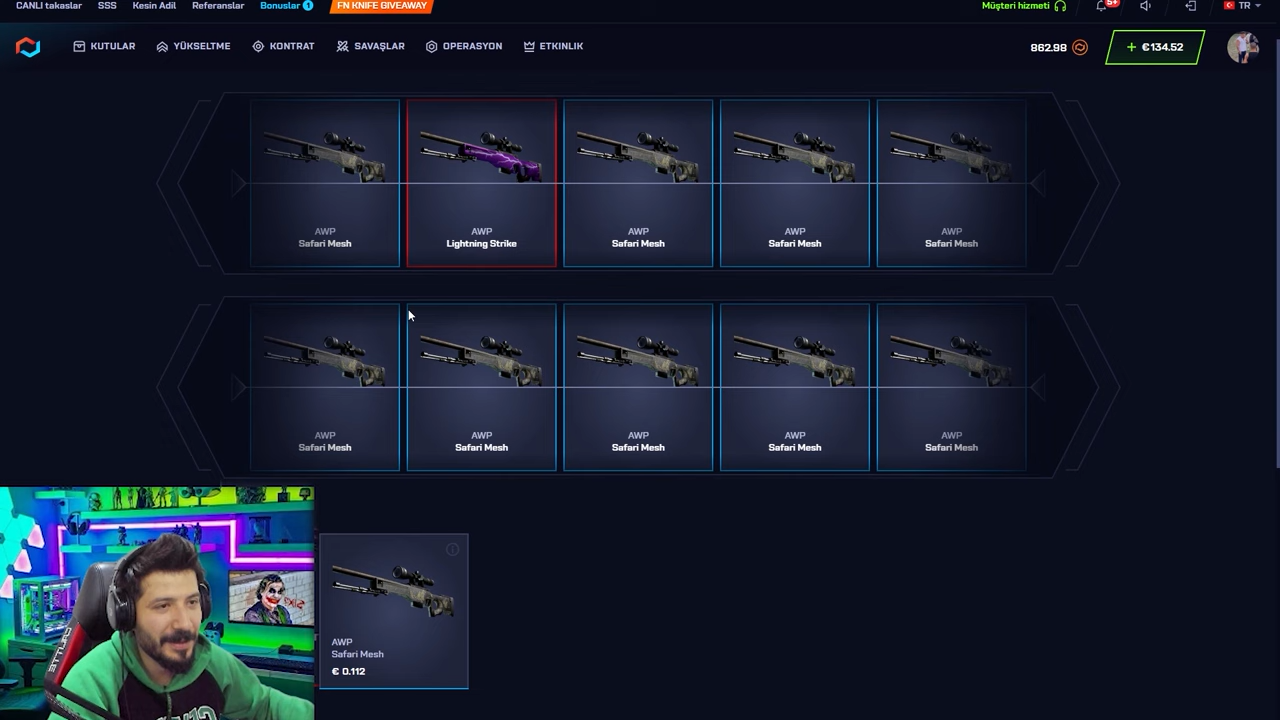 CANLI takaslar
SSS
Kesin Adil
Referanslar
Bonuslar 1
FN KNIFE GIVEAWAY
Müşteri hizmeti
5+
TR
KUTULAR
YÜKSELTME
KONTRAT
SAVAŞLAR
OPERASYON
ETKINLIK
862.98
+ €134.52
AWP
Safari Mesh
AWP
Lightning Strike
AWP
Safari Mesh
AWP
Safari Mesh
AWP
Safari Mesh
AWP
Safari Mesh
AWP
Safari Mesh
AWP
Safari Mesh
AWP
Safari Mesh
AWP
Safari Mesh
AWP
Safari Mesh
€ 0.112